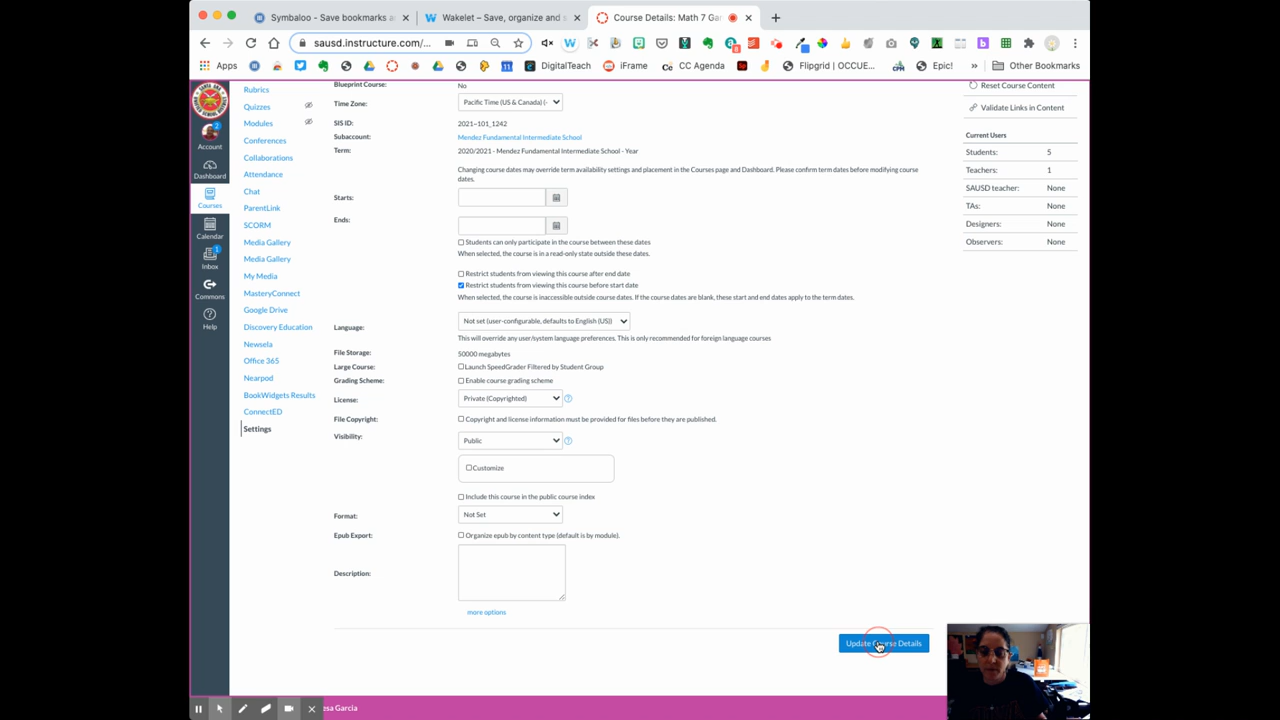 Symbaloo - Save bookmarks a
Wakelet – Save, organize and s
Course Details: Math 7 Gar
sausd.instructure.com/...
Apps
11
DigitalTeach
iFrame
Cc
CC Agenda
Sp
Flipgrid | OCCUE...
CPM
Epic!
»
Other Bookmarks
2
Account
Dashboard
Courses
Calendar
1
Inbox
Commons
Help
Rubrics
Quizzes
Modules
Conferences
Collaborations
Attendance
Chat
ParentLink
SCORM
Media Gallery
Media Gallery
My Media
MasteryConnect
Google Drive
Discovery Education
Newsela
Office 365
Nearpod
BookWidgets Results
ConnectED
Settings
Blueprint Course: No
Time Zone: Pacific Time (US & Canada) (-
SIS ID: 2021--101_1242
Subaccount: Mendez Fundamental Intermediate School
Term: 2020/2021 - Mendez Fundamental Intermediate School - Year
Changing course dates may override term availability settings and placement in the Courses page and Dashboard. Please confirm term dates before modifying course
dates.
Starts:
Ends:
Students can only participate in the course between these dates
When selected, the course is in a read-only state outside these dates.
Restrict students from viewing this course after end date
Restrict students from viewing this course before start date
When selected, the course is inaccessible outside course dates. If the course dates are blank, these start and end dates apply to the term dates.
Language: Not set (user-configurable, defaults to English (US))
This will override any user/system language preferences. This is only recommended for foreign language courses
File Storage: 50000 megabytes
Large Course: Launch SpeedGrader Filtered by Student Group
Grading Scheme: Enable course grading scheme
License: Private (Copyrighted)
File Copyright: Copyright and license information must be provided for files before they are published.
Visibility: Public
Customize
Include this course in the public course index
Format: Not Set
Epub Export: Organize epub by content type (default is by module).
Description:
more options
Update Course Details
Reset Course Content
Validate Links in Content
Current Users
Students: 5
Teachers: 1
SAUSD teacher: None
TAs: None
Designers: None
Observers: None
esa Garcia